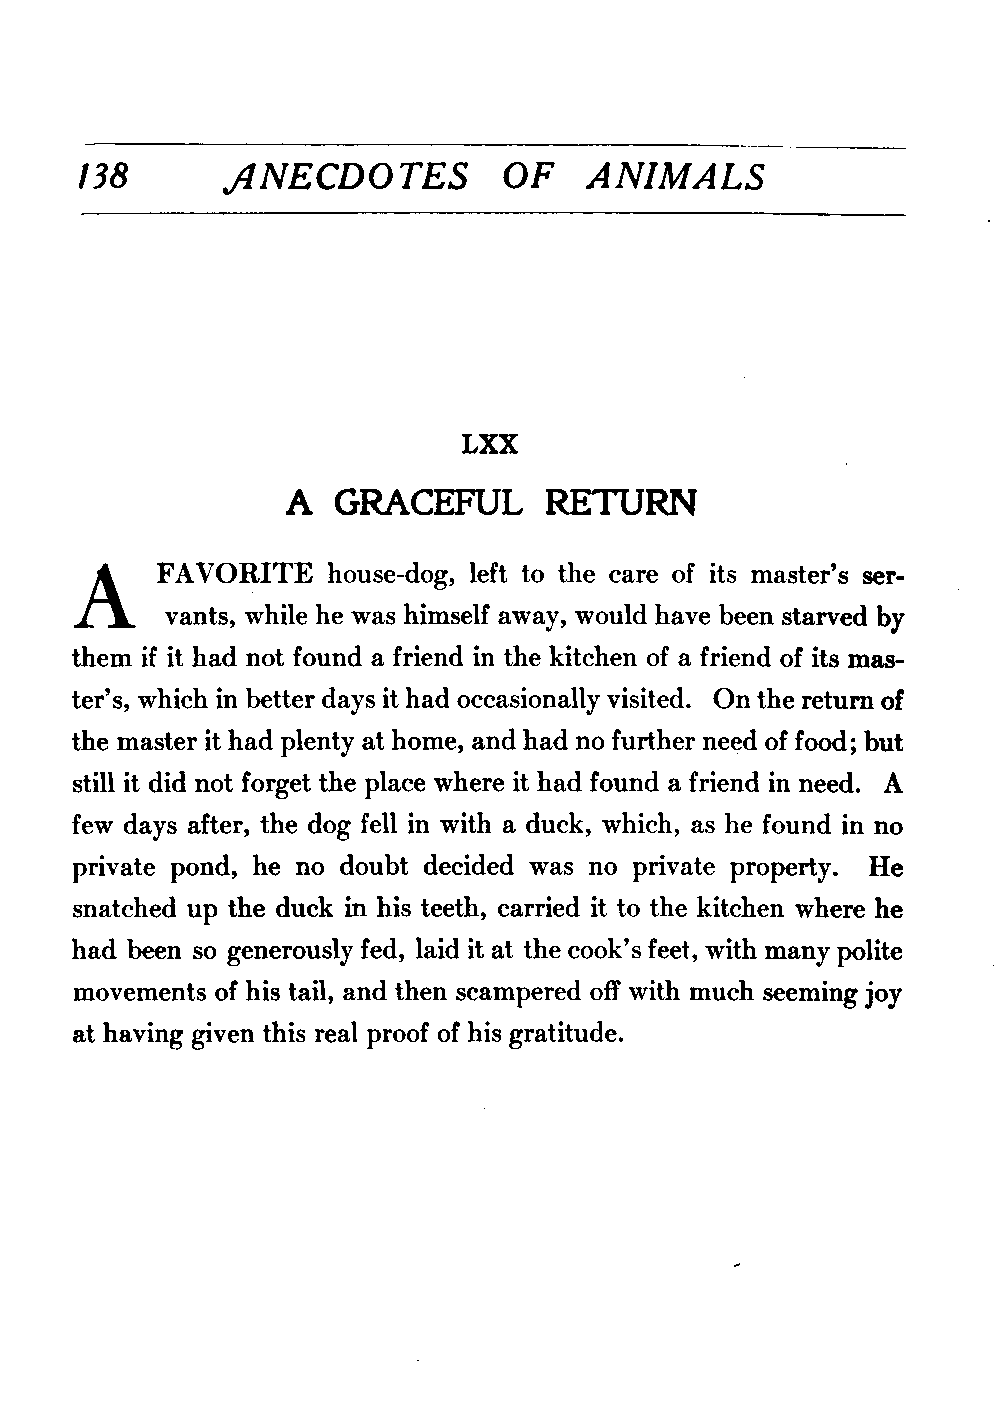 138 ANECDOTES OF ANIMALS
LXX
A GRACEFUL RETURN
A FAVORITE house-dog, left to the care of its master's ser-
vants, while he was himself away, would have been starved by
them if it had not found a friend in the kitchen of a friend of its mas-
ter's, which in better days it had occasionally visited. On the return of
the master it had plenty at home, and had no further need of food; but
still it did not forget the place where it had found a friend in need. A
few days after, the dog fell in with a duck, which, as he found in no
private pond, he no doubt decided was no private property. He
snatched up the duck in his teeth, carried it to the kitchen where he
had been so generously fed, laid it at the cook's feet, with many polite
movements of his tail, and then scampered off with much seeming joy
at having given this real proof of his gratitude.